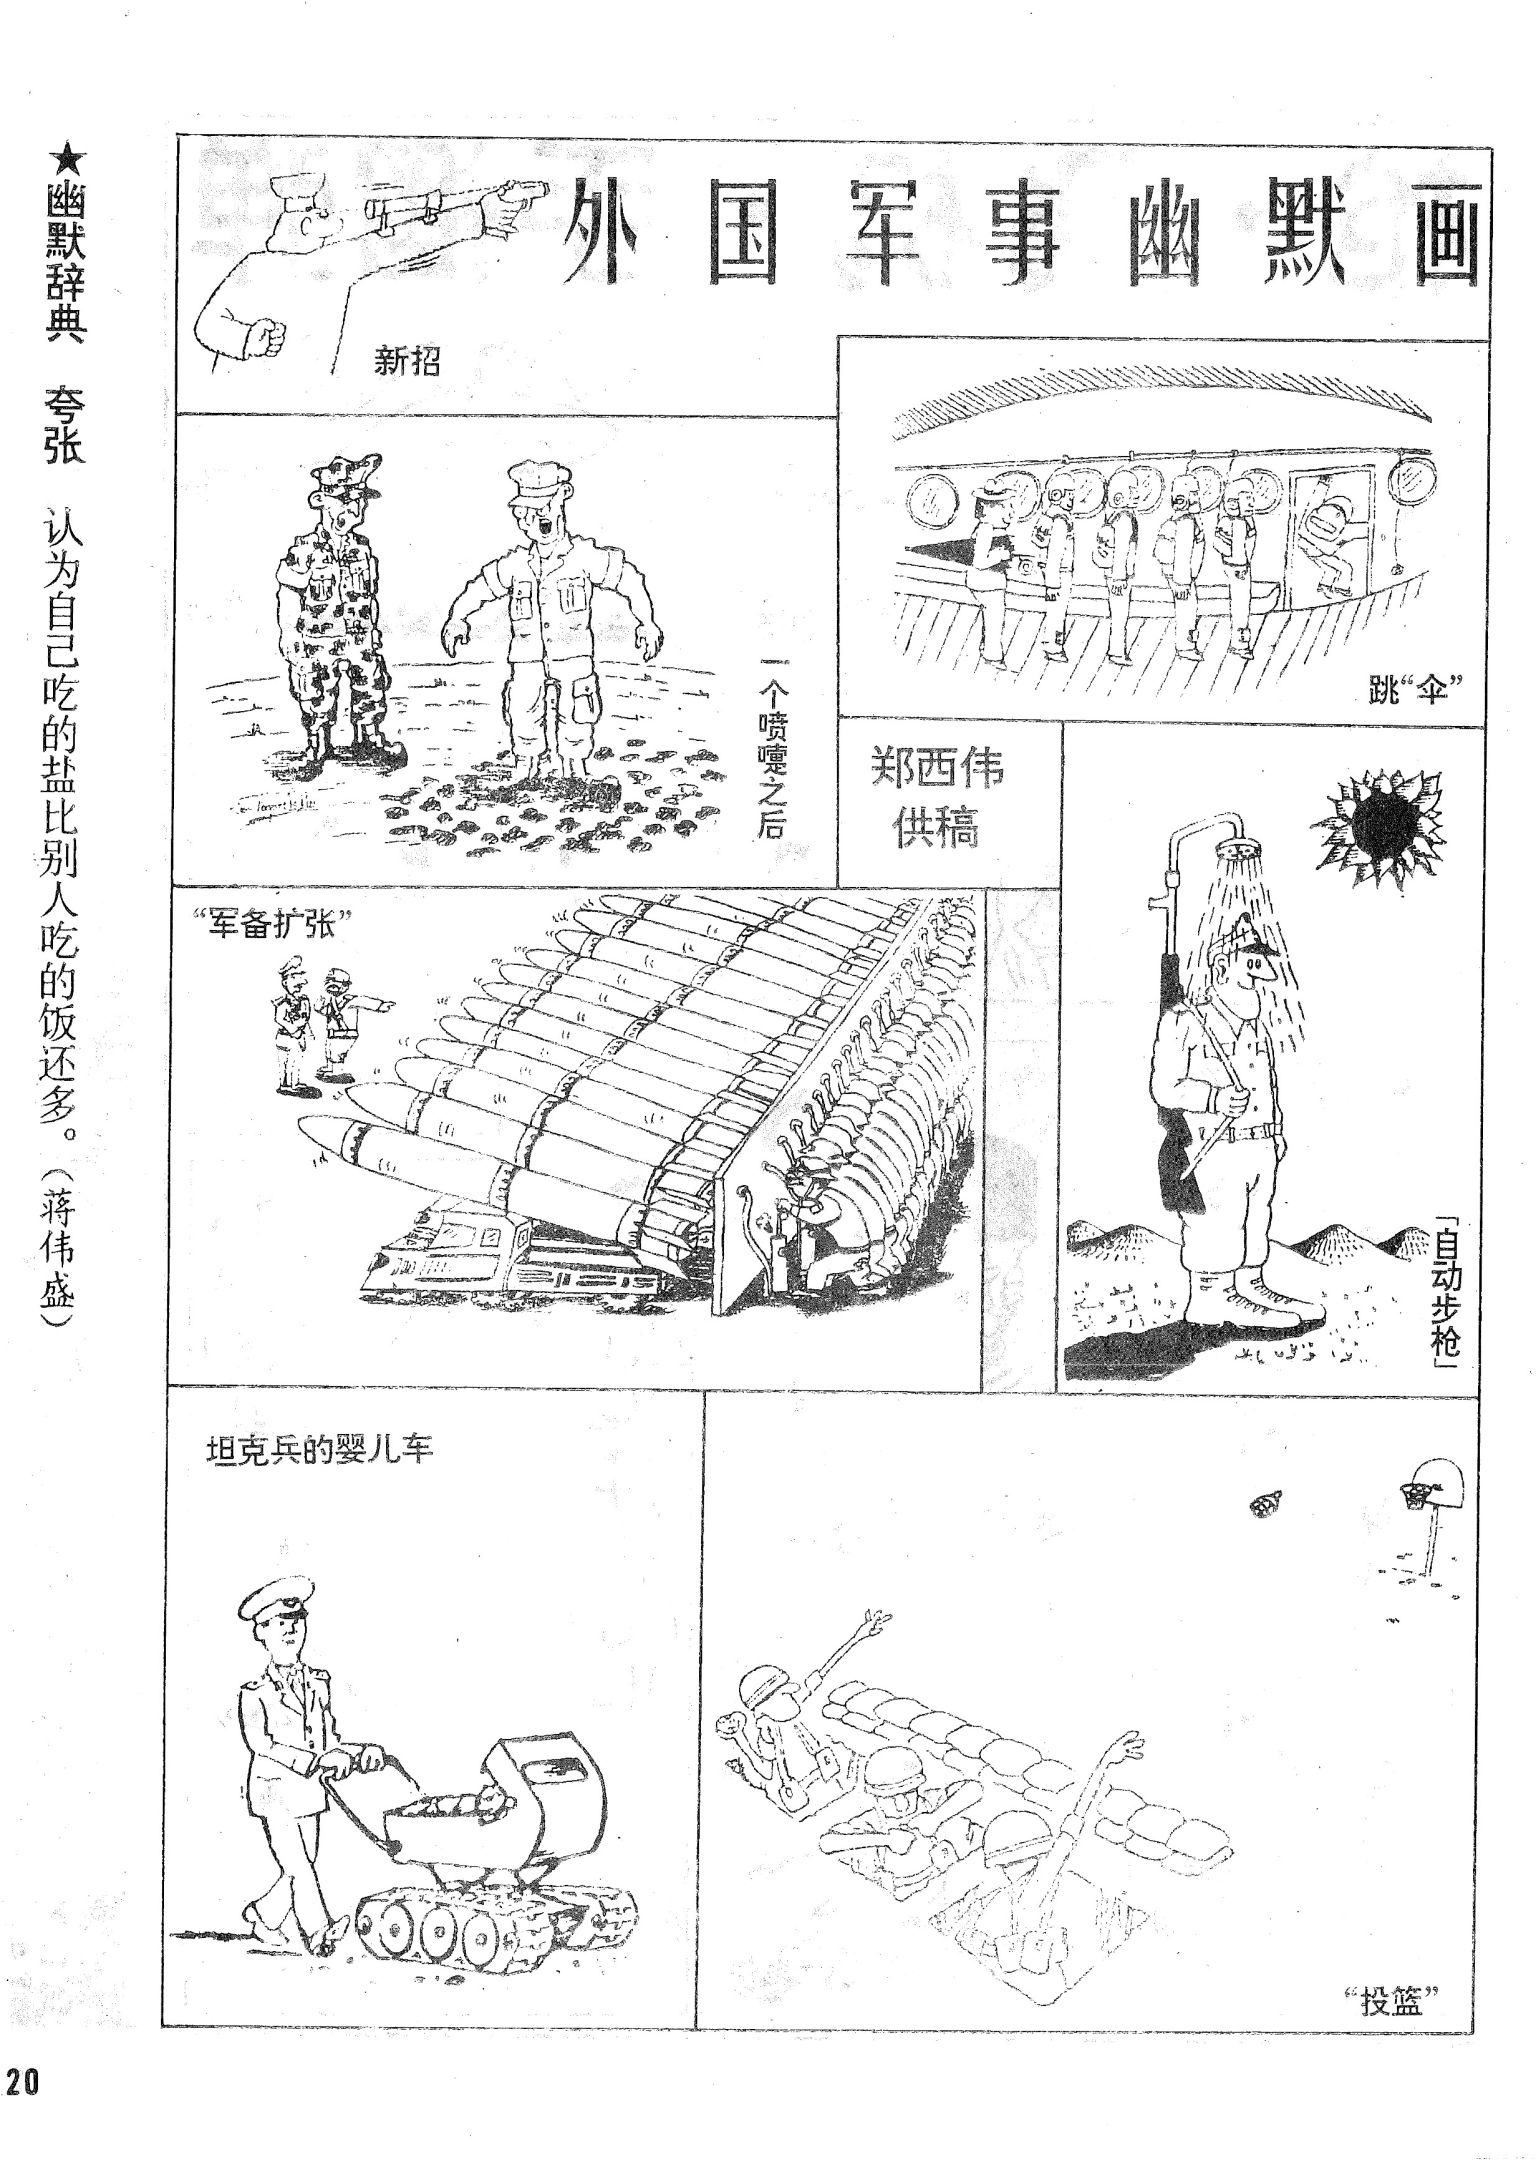 外国军事幽默画
新招
跳“伞”
一个喷嚏之后
郑西伟
供稿
“军备扩张”
「自动步枪」
坦克兵的婴儿车
“投篮”
★幽默辞典 夸张 认为自己吃的盐比别人吃的饭还多。(蒋伟盛)
20